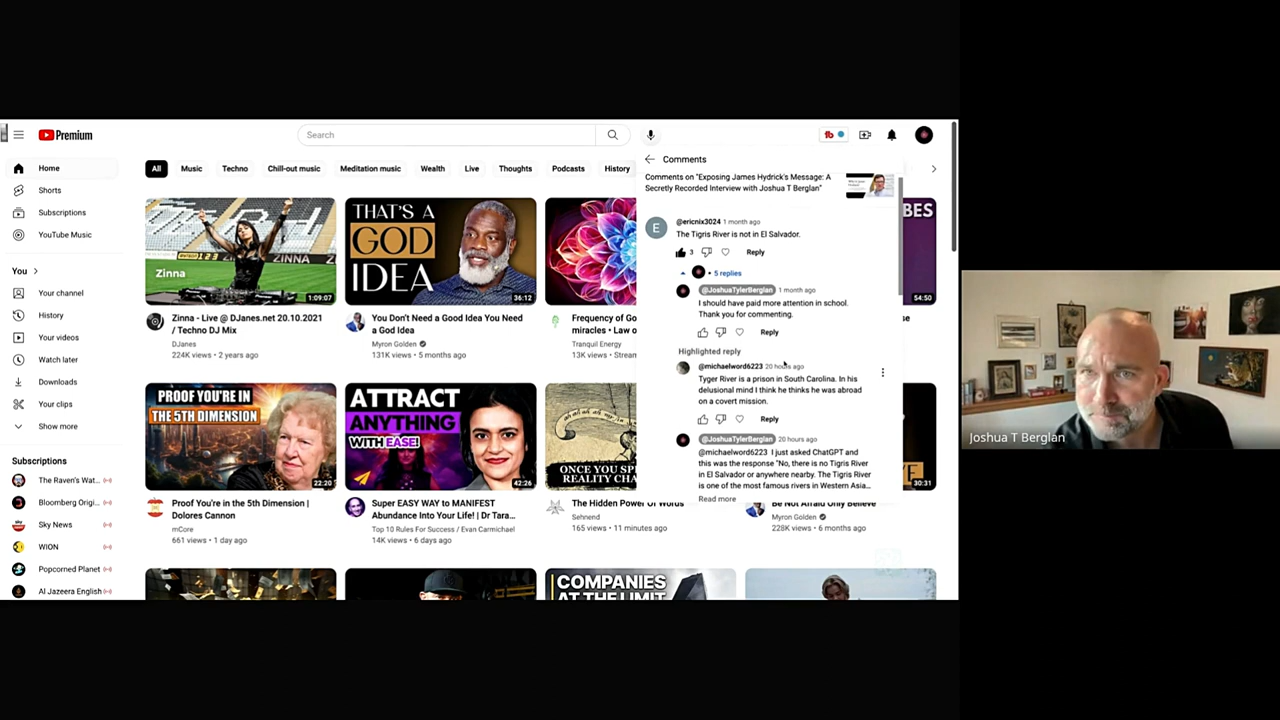 Premium
Search
Home
Shorts
Subscriptions
YouTube Music
You
Your channel
History
Your videos
Watch later
Downloads
Your clips
Show more
Subscriptions
The Raven's Wat...
Bloomberg Origi...
Sky News
WION
Popcorned Planet
Al Jazeera English
All
Music
Techno
Chill-out music
Meditation music
Wealth
Live
Thoughts
Podcasts
History
Zinna
1:09:07
Zinna - Live @ DJanes.net 20.10.2021
/ Techno DJ Mix
DJanes
224K views • 2 years ago
THAT'S A
GOD
IDEA
36:12
You Don't Need a Good Idea You Need
a God Idea
Myron Golden
131K views • 5 months ago
Frequency of Go
miracles • Law o
Tranquil Energy
13K views • Stream
BES
54:50
se
PROOF YOU'RE IN
THE 5TH DIMENSION
22:20
Proof You're in the 5th Dimension |
Dolores Cannon
mCore
661 views • 1 day ago
ATTRACT
ANYTHING
WITH EASE!
42:26
Super EASY WAY to MANIFEST
Abundance Into Your Life! | Dr Tara...
Top 10 Rules For Success / Evan Carmichael
14K views • 6 days ago
ONCE YOU SP
REALITY CHA
The Hidden Power Of Words
Sehnend
165 views • 11 minutes ago
30:31
Be Not Afraid Only Believe
Myron Golden
228K views • 6 months ago
COMPANIES
AT THE LIMIT
Comments
Comments on "Exposing James Hydrick's Message: A
Secretly Recorded Interview with Joshua T Berglan"
E
@ericnix3024 1 month ago
The Tigris River is not in El Salvador.
3
Reply
• 5 replies
@JoshuaTylerBerglan 1 month ago
I should have paid more attention in school.
Thank you for commenting.
Reply
Highlighted reply
@michaelword6223 20 hours ago
Tyger River is a prison in South Carolina. In his
delusional mind I think he thinks he was abroad
on a covert mission.
Reply
@JoshuaTylerBerglan 20 hours ago
@michaelword6223 I just asked ChatGPT and
this was the response "No, there is no Tigris River
in El Salvador or anywhere nearby. The Tigris River
is one of the most famous rivers in Western Asia...
Read more
Joshua T Berglan